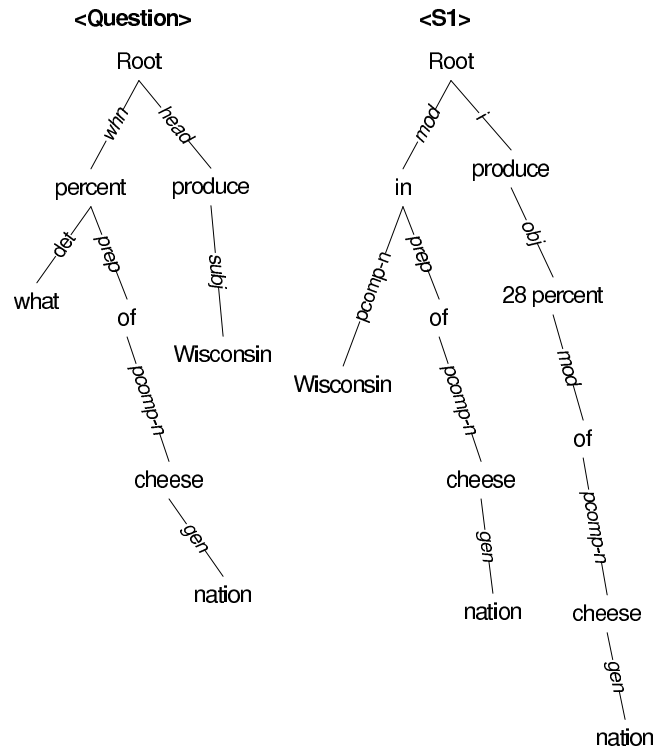 <Question>
Root
whn
head
percent
produce
det
prep
subj
what
of
Wisconsin
pcomp-n
cheese
gen
nation
<S1>
Root
mod
i
in
produce
pcomp-n
prep
obj
Wisconsin
of
28 percent
pcomp-n
mod
cheese
of
gen
pcomp-n
nation
cheese
gen
nation